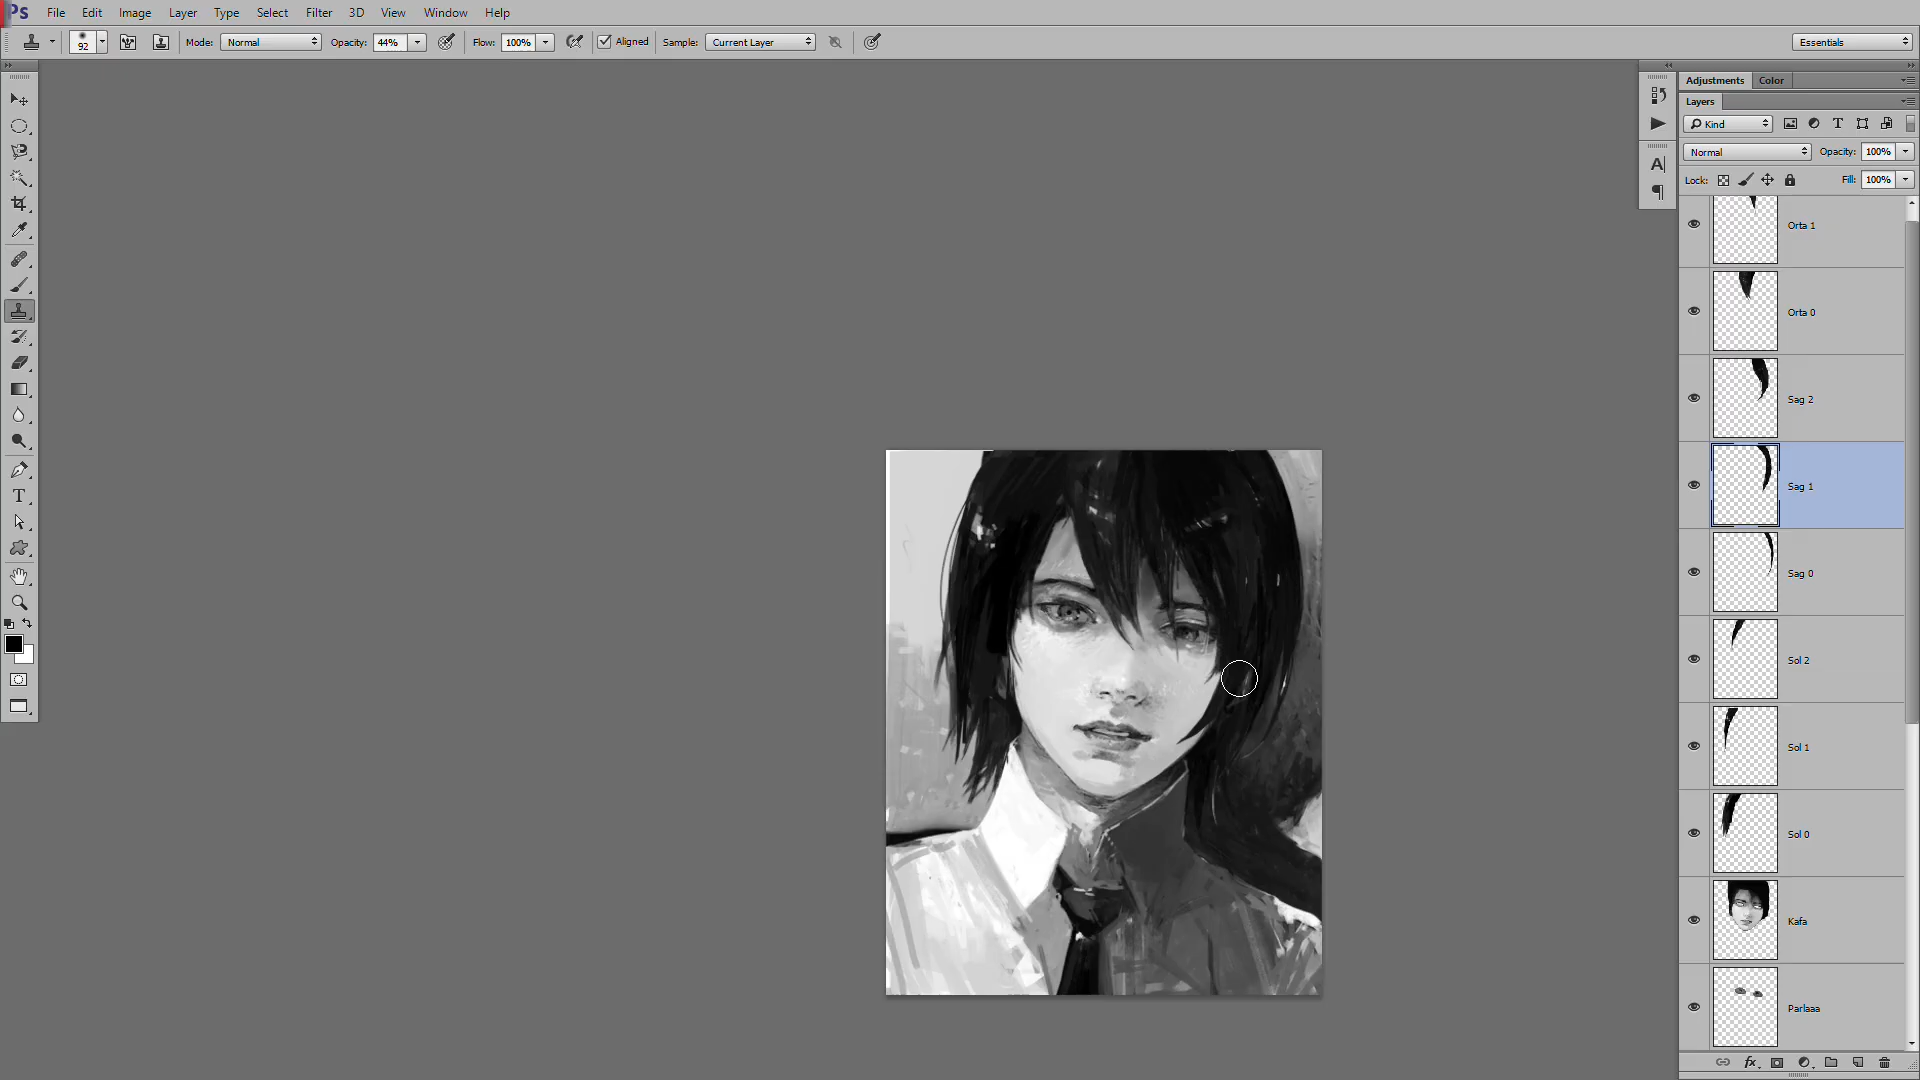 Ps File Edit Image Layer Type Select Filter 3D View Window Help
92 Mode: Normal Opacity: 44% Flow: 100% Aligned Sample: Current Layer Essentials
Adjustments Color
Layers
Kind
Normal Opacity: 100%
Lock: Fill: 100%
Orta 1
Orta 0
Sag 2
Sag 1
Sag 0
Sol 2
Sol 1
Sol 0
Kafa
Parlaaa